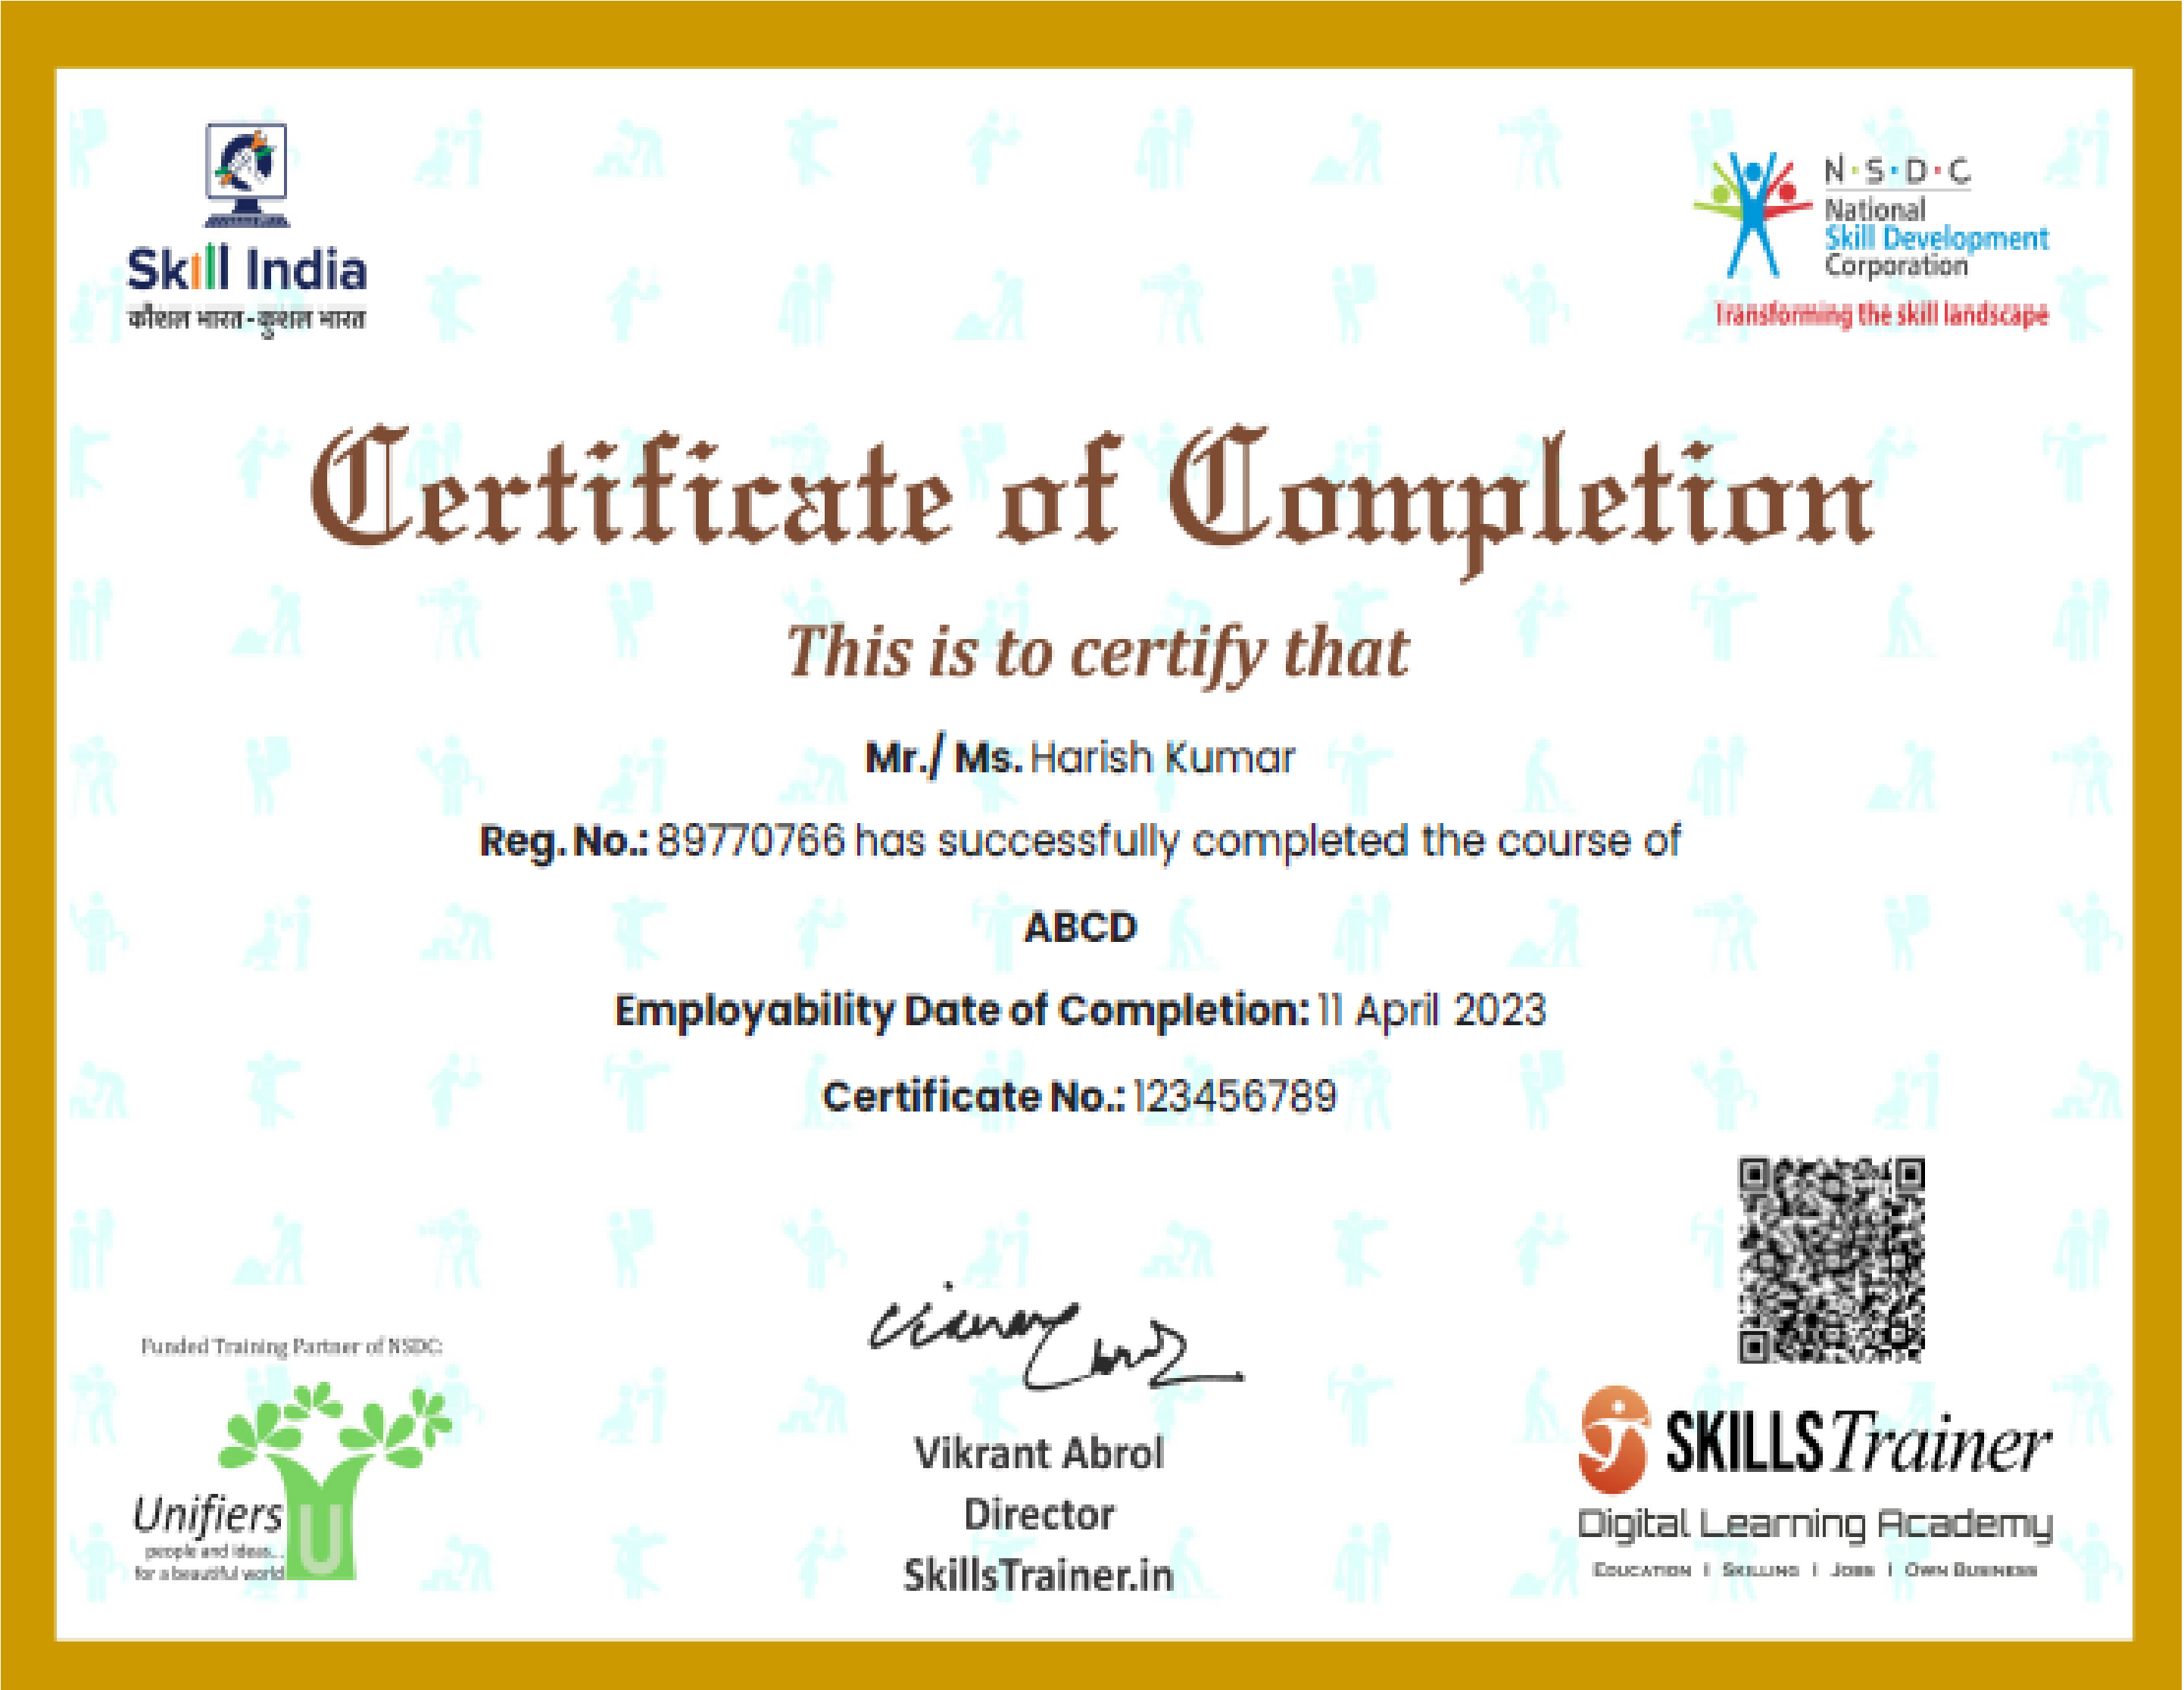 Skill India
कौशल भारत - कुशल भारत
N·S·D·C
National
Skill Development
Corporation
Transforming the skill landscape
Certificate of Completion
This is to certify that
Mr./ Ms. Harish Kumar
Reg. No.: 89770766 has successfully completed the course of
ABCD
Employability Date of Completion: 11 April 2023
Certificate No.: 123456789
Funded Training Partner of NSDC:
Unifiers
people and ideas...
for a beautiful world
U
Vikrant Abrol
Director
SkillsTrainer.in
SKILLSTrainer
Digital Learning Academy
EDUCATION | SKILLING | JOBS | OWN BUSINESS